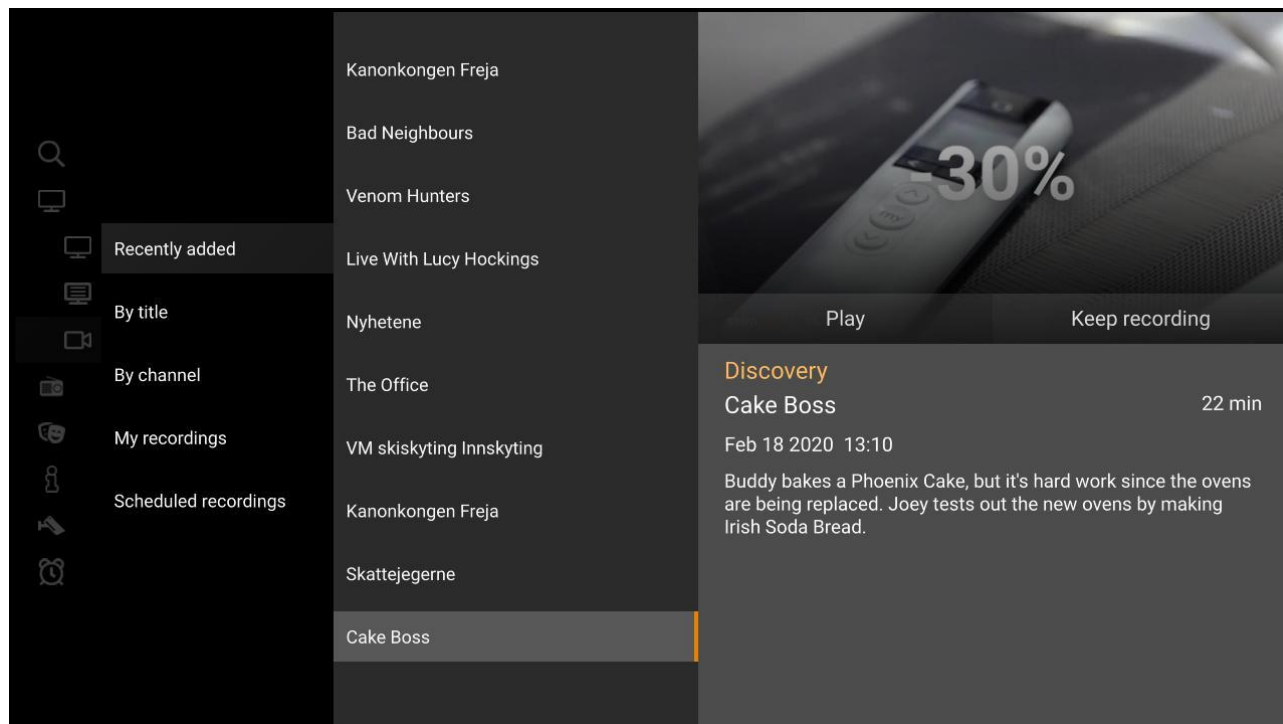 Recently added
By title
By channel
My recordings
Scheduled recordings
Kanonkongen Freja
Bad Neighbours
Venom Hunters
Live With Lucy Hockings
Nyhetene
The Office
VM skiskyting Innskyting
Kanonkongen Freja
Skattejegerne
Cake Boss
-30%
my
Play
Keep recording
Discovery
Cake Boss
22 min
Feb 18 2020 13:10
Buddy bakes a Phoenix Cake, but it's hard work since the ovens
are being replaced. Joey tests out the new ovens by making
Irish Soda Bread.